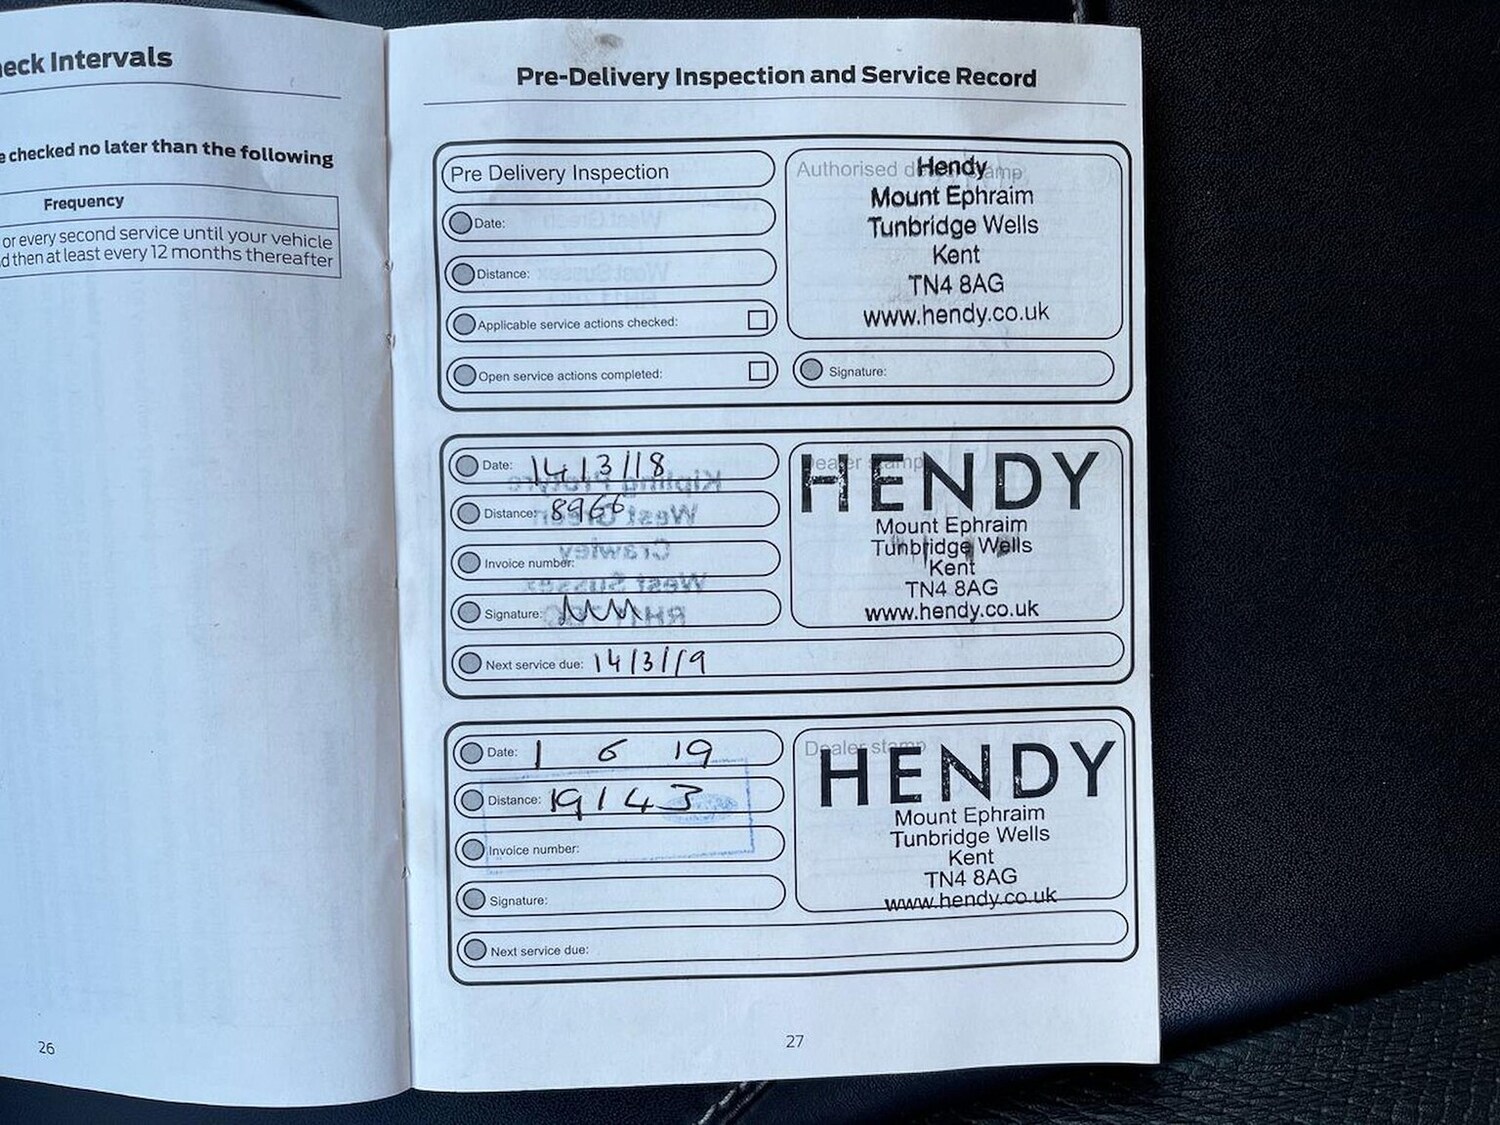 eck Intervals
e checked no later than the following
Frequency
or every second service until your vehicle
d then at least every 12 months thereafter
26
Pre-Delivery Inspection and Service Record
Pre Delivery Inspection
Date:
Distance:
Applicable service actions checked:
Open service actions completed:
Authorised dealer stamp
Hendy
Mount Ephraim
Tunbridge Wells
Kent
TN4 8AG
www.hendy.co.uk
Signature:
Date: 14/3/18
Distance: 8966
Invoice number:
Signature:
Next service due: 14/3/19
Dealer stamp
HENDY
Mount Ephraim
Tunbridge Wells
Kent
TN4 8AG
www.hendy.co.uk
Date: 1 6 19
Distance: 19143
Invoice number:
Signature:
Next service due:
Dealer stamp
HENDY
Mount Ephraim
Tunbridge Wells
Kent
TN4 8AG
www.hendy.co.uk
27